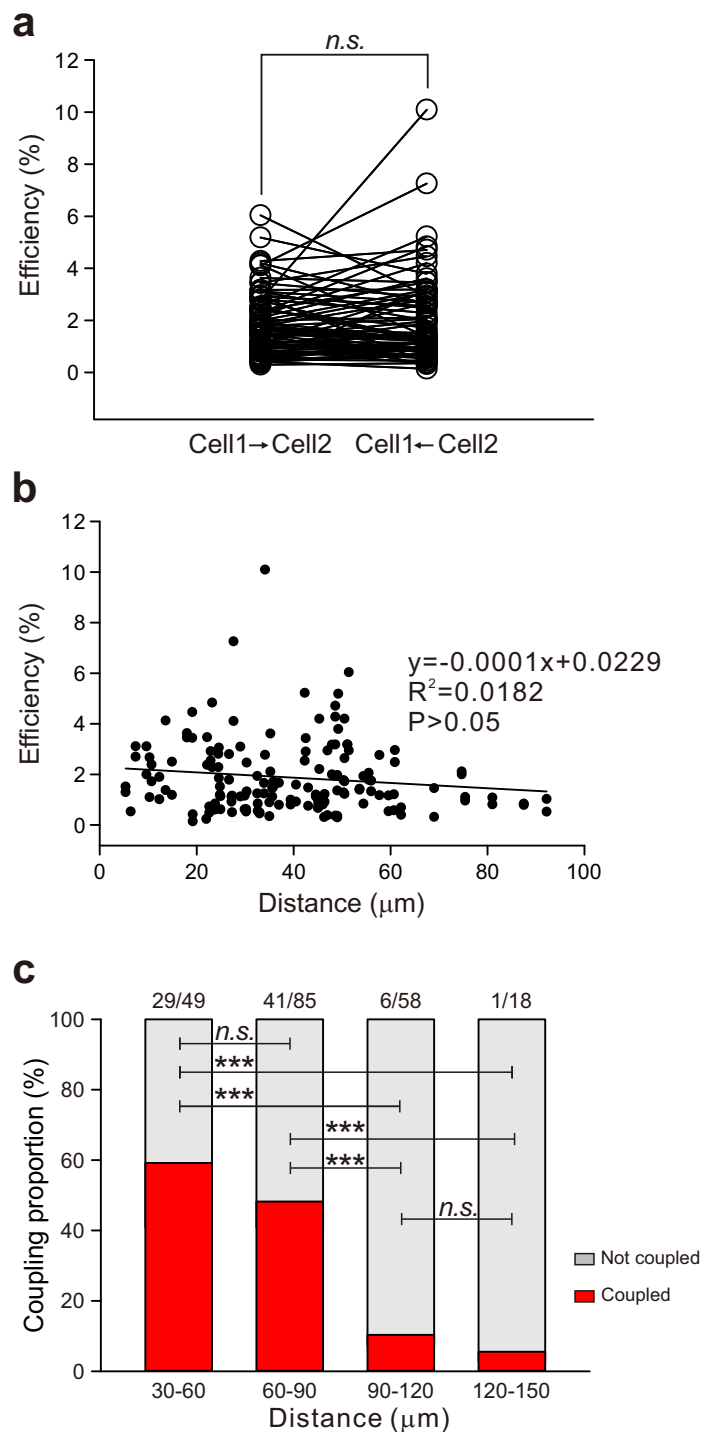 a
n.s.
12
10
8
6
4
2
0
Efficiency (%)
Cell1→Cell2 Cell1←Cell2
b
12
10
8
6
4
2
0
Efficiency (%)
y=-0.0001x+0.0229
R²=0.0182
P>0.05
0 20 40 60 80 100
Distance (μm)
c
29/49 41/85 6/58 1/18
100
80
60
40
20
0
Coupling proportion (%)
n.s.
***
***
***
***
n.s.
Not coupled
Coupled
30-60 60-90 90-120 120-150
Distance (μm)